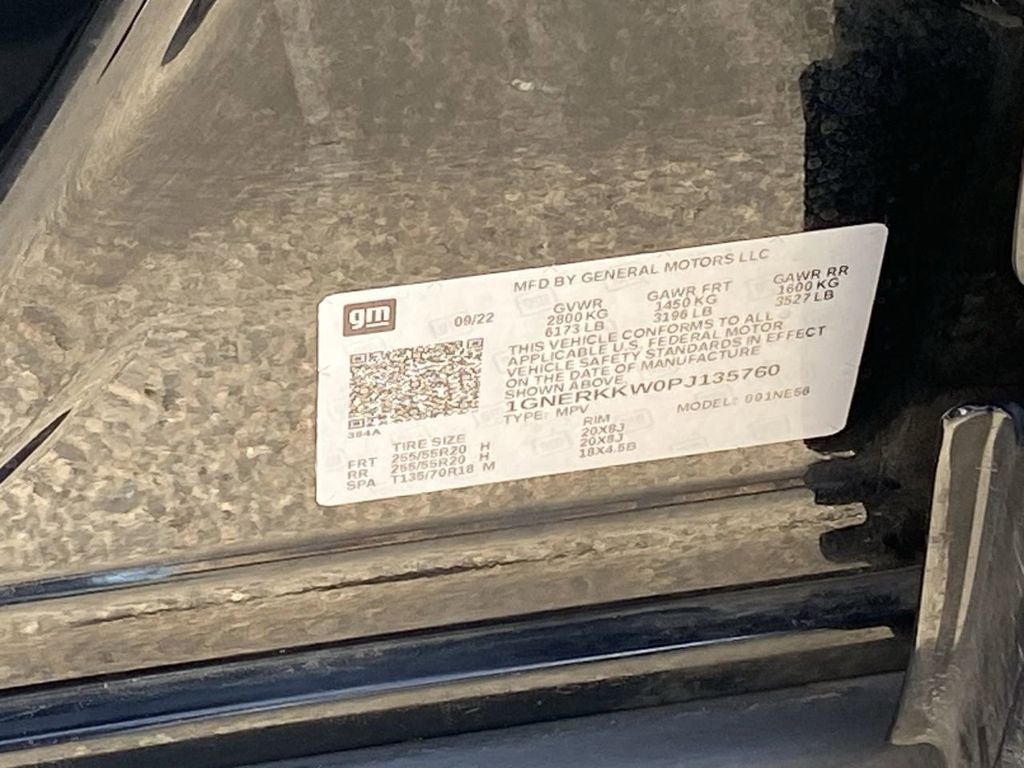 MFD BY GENERAL MOTORS LLC
gm
09/22
GVWR GAWR FRT GAWR RR
2800 KG 1450 KG 1600 KG
6173 LB 3196 LB 3527 LB
THIS VEHICLE CONFORMS TO ALL
APPLICABLE U.S. FEDERAL MOTOR
VEHICLE SAFETY STANDARDS IN EFFECT
ON THE DATE OF MANUFACTURE
SHOWN ABOVE
1GNERKKW0PJ135760
TYPE: MPV MODEL: 001NE56
384A
TIRE SIZE RIM
FRT 255/55R20 H 20X8J
RR 255/55R20 H 20X8J
SPA T135/70R18 M 18X4.5B